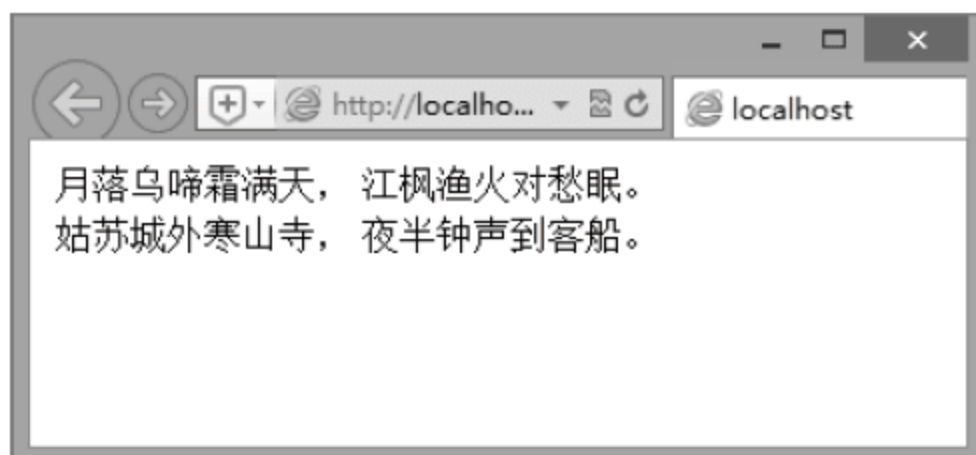 http://localho...
localhost
月落乌啼霜满天， 江枫渔火对愁眠。
姑苏城外寒山寺， 夜半钟声到客船。